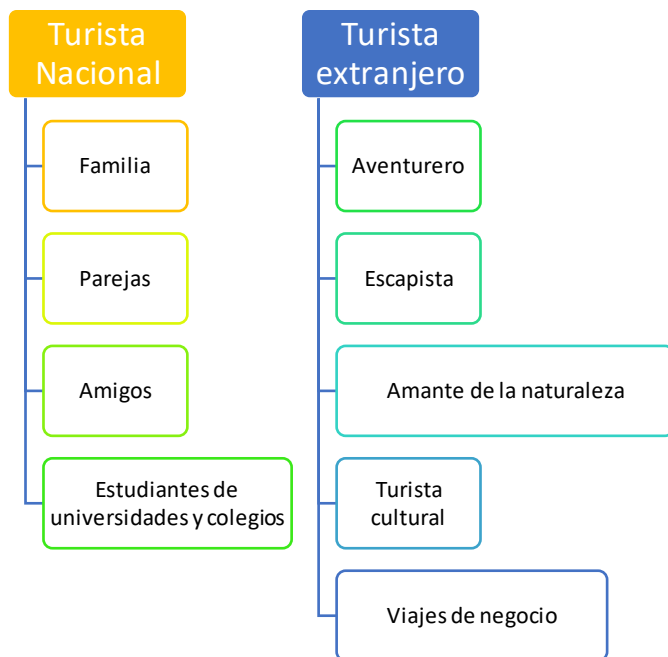 Turista
Nacional
Familia
Parejas
Amigos
Estudiantes de
universidades y colegios
Turista
extranjero
Aventurero
Escapista
Amante de la naturaleza
Turista
cultural
Viajes de negocio